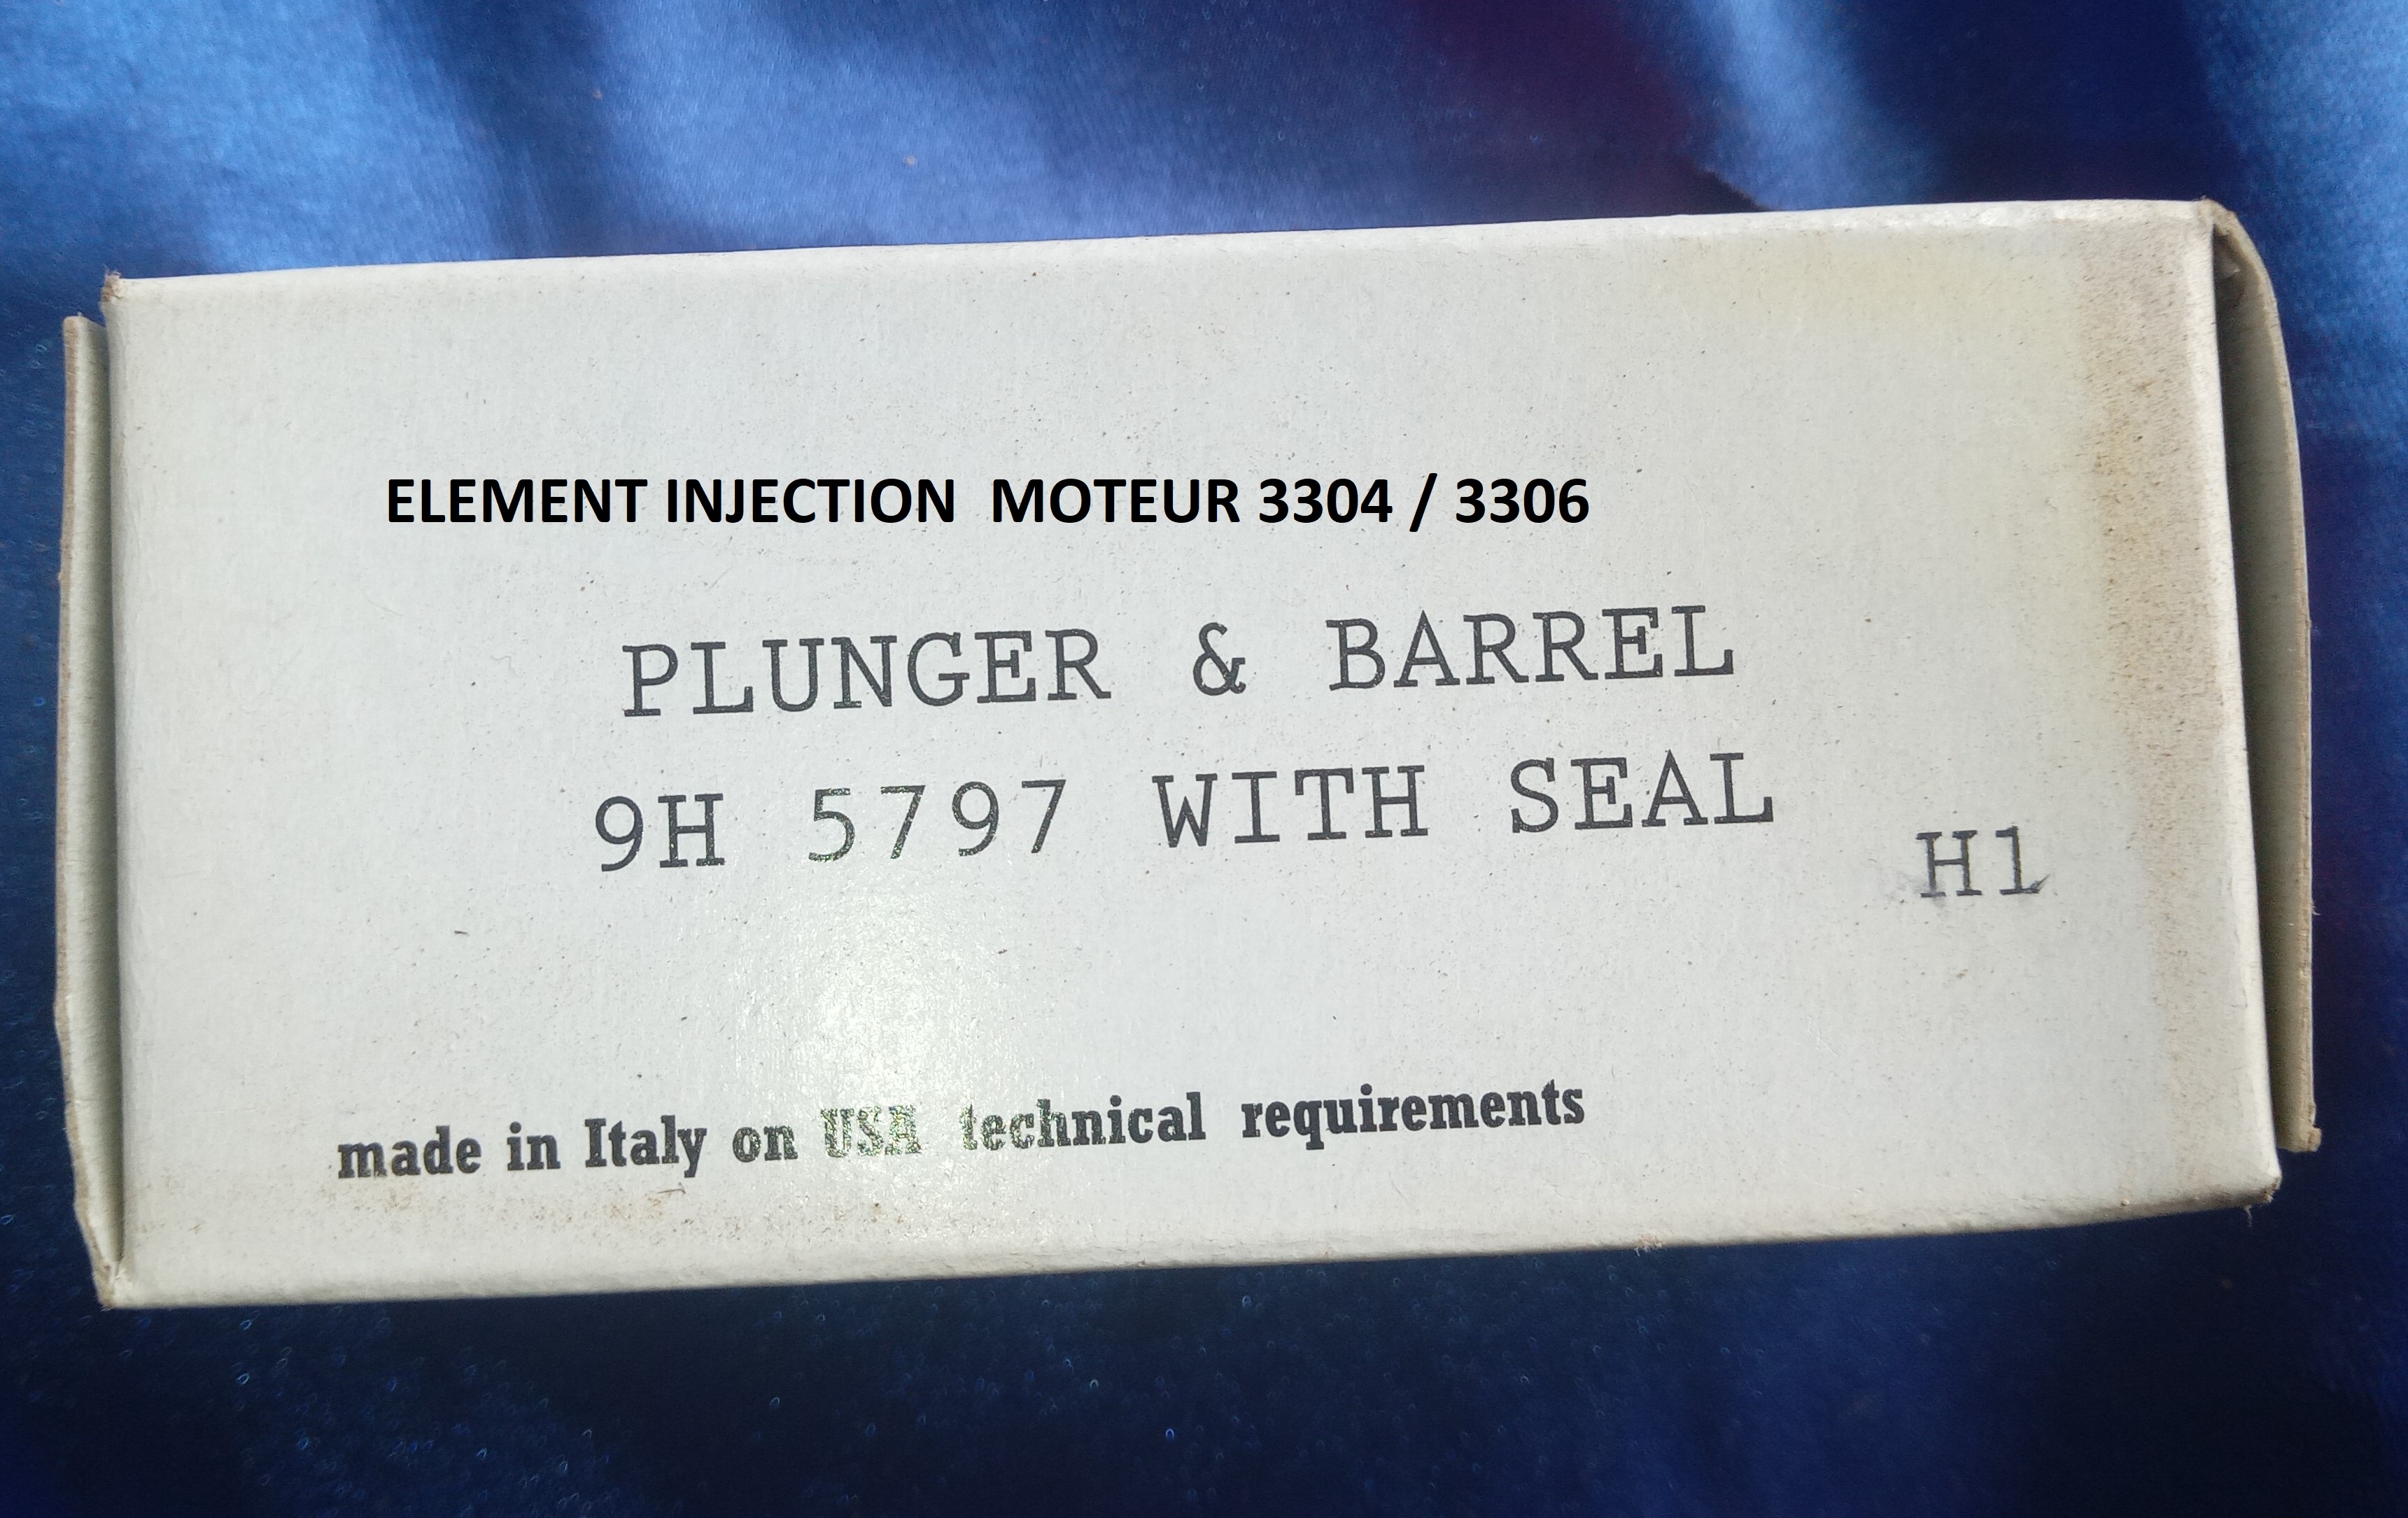 ELEMENT INJECTION MOTEUR 3304 / 3306
PLUNGER & BARREL
9H 5797 WITH SEAL
H1
made in Italy on USA technical requirements